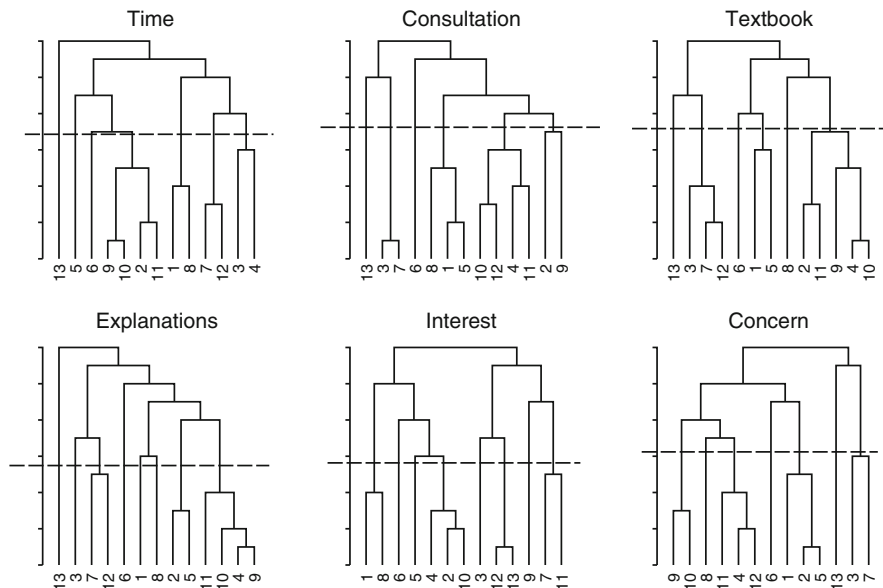 Time Consultation Textbook
13 5 6 9 10 2 11 1 8 7 12 3 4
13 3 7 6 8 1 5 10 12 4 11 2 9
13 3 7 12 6 1 5 8 2 11 9 4 10
Explanations Interest Concern
13 3 7 12 6 1 8 2 5 11 10 4 9
1 8 6 5 4 2 10 3 12 13 9 7 11
9 10 8 11 4 12 6 1 2 5 13 3 7